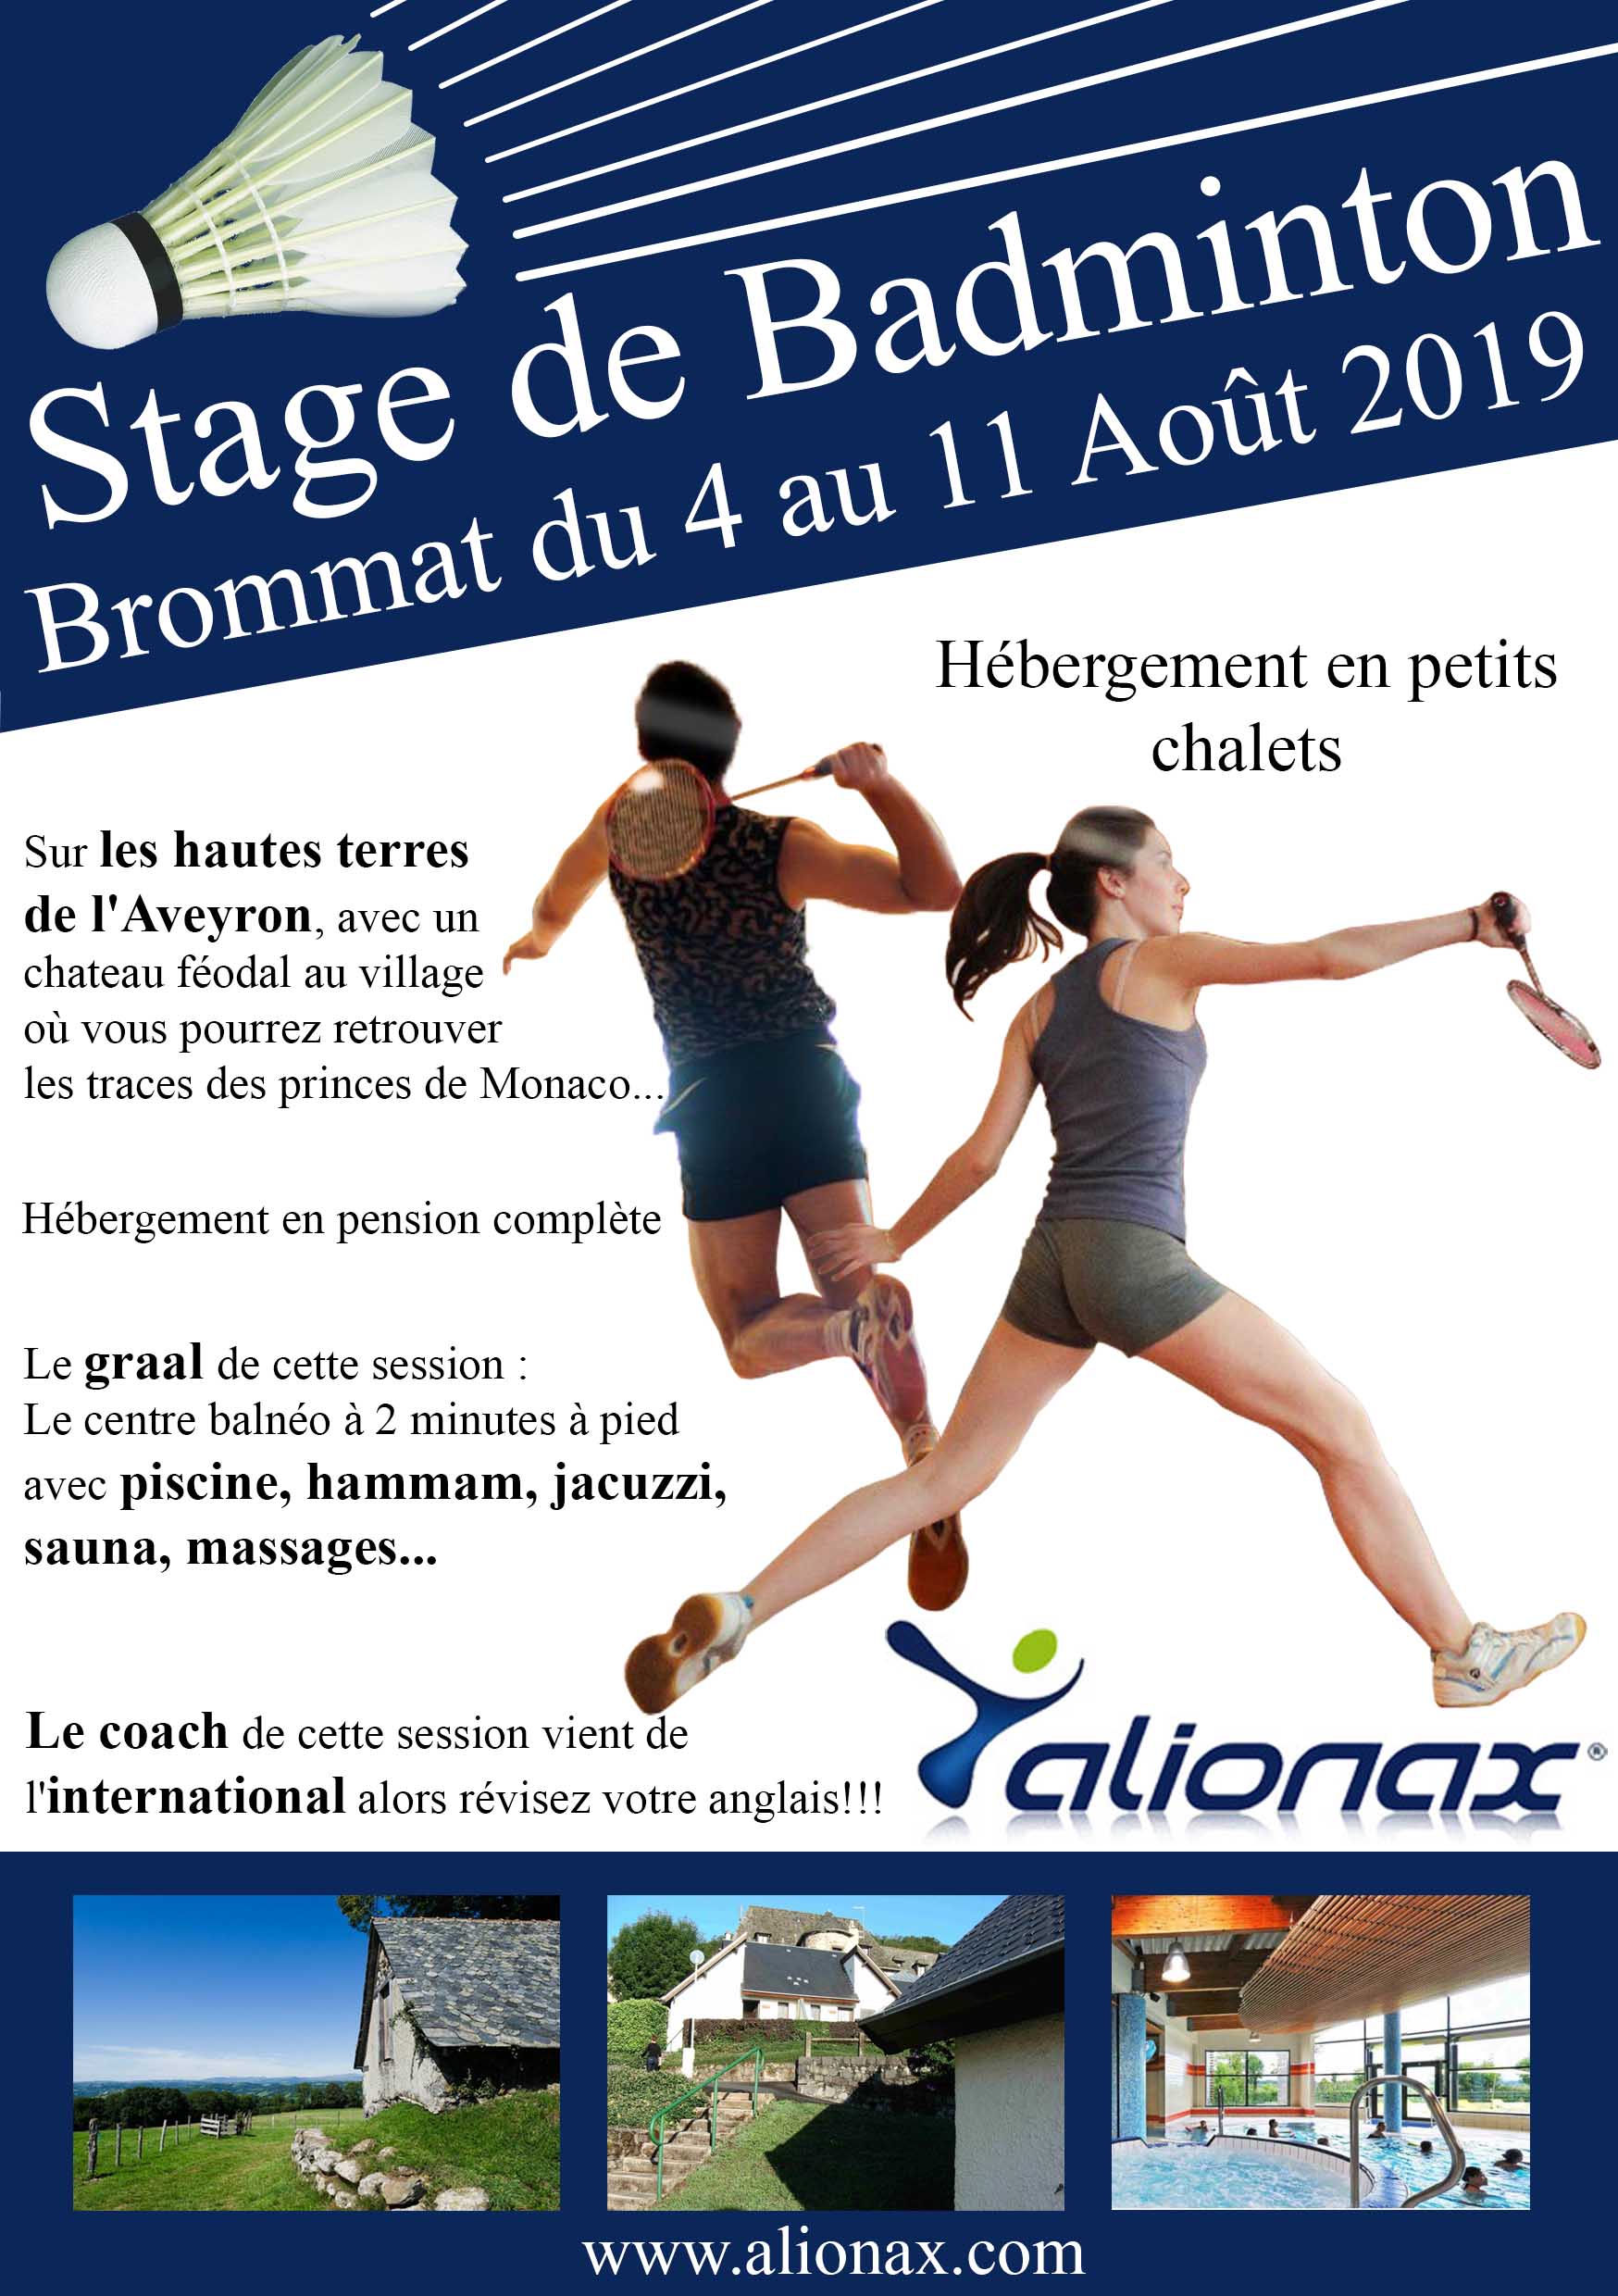 Stage de Badminton
Brommat du 4 au 11 Août 2019
Hébergement en petits
chalets
Sur les hautes terres
de l'Aveyron, avec un
chateau féodal au village
où vous pourrez retrouver
les traces des princes de Monaco...
Hébergement en pension complète
Le graal de cette session :
Le centre balnéo à 2 minutes à pied
avec piscine, hammam, jacuzzi,
sauna, massages...
Le coach de cette session vient de
l'international alors révisez votre anglais!!!
alionax®
www.alionax.com